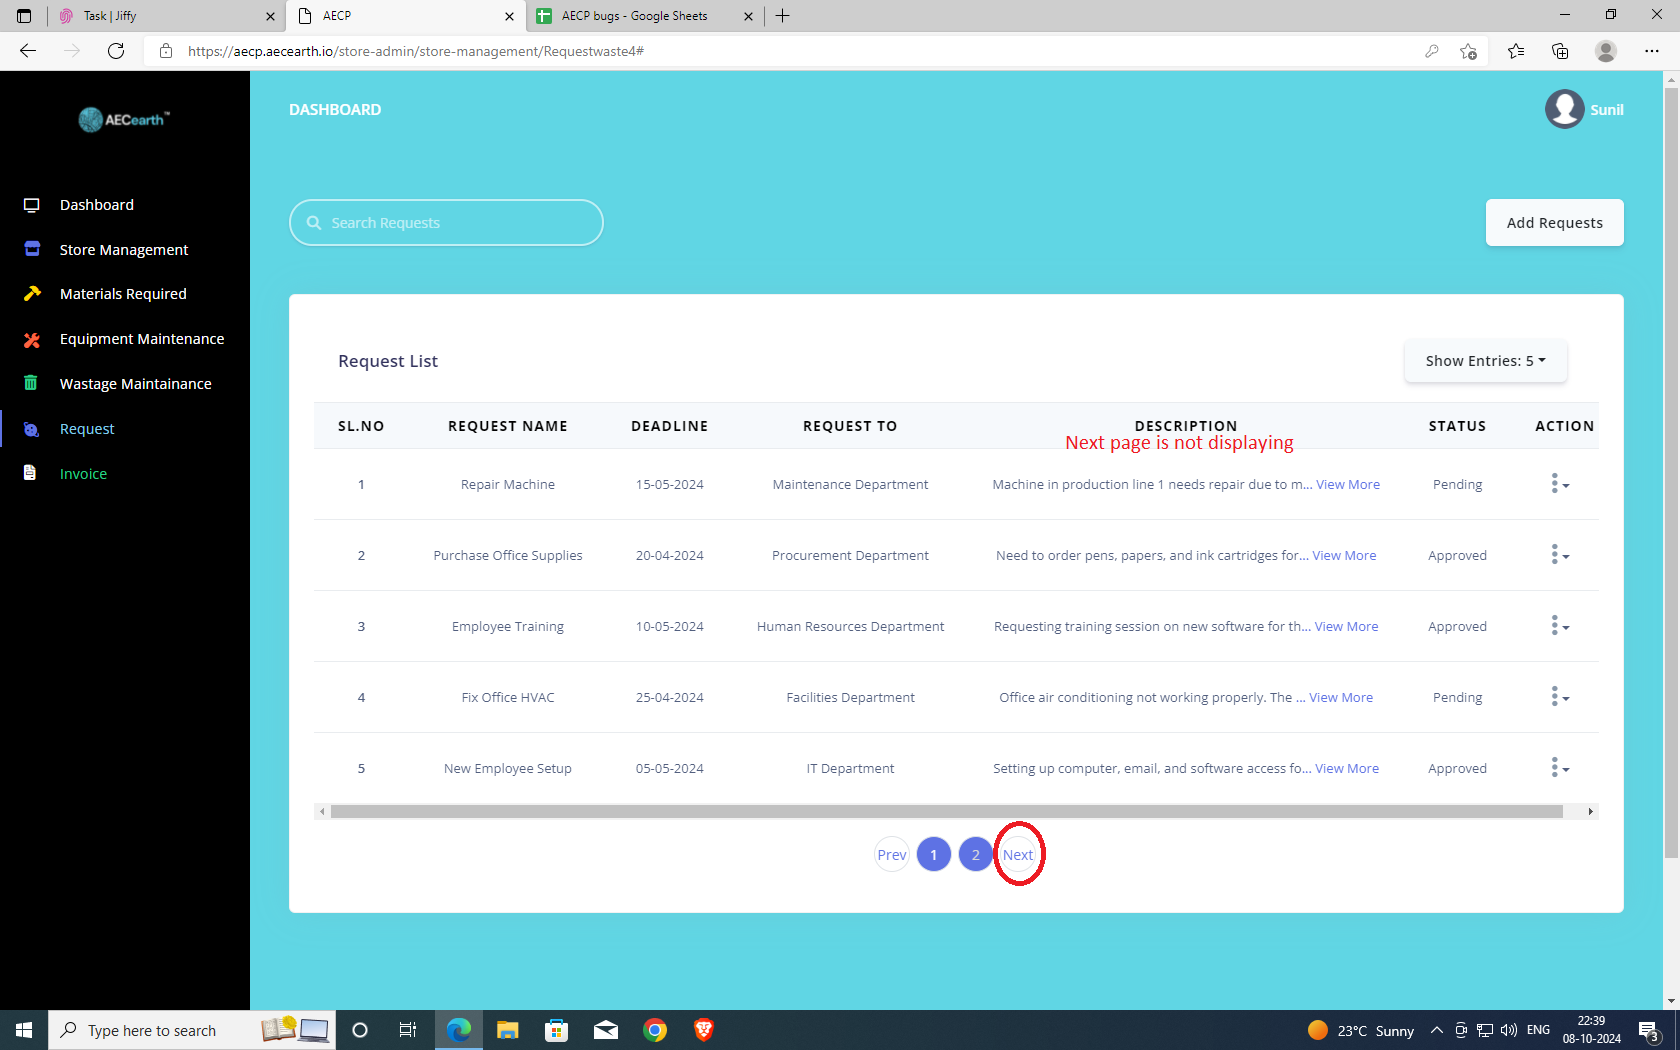 Task | Jiffy
AECP
AECP bugs - Google Sheets
https://aecp.aecearth.io/store-admin/store-management/Requestwaste4#
AECearth™
DASHBOARD
Sunil
Dashboard
Store Management
Materials Required
Equipment Maintenance
Wastage Maintainance
Request
Invoice
Search Requests
Add Requests
Request List
Show Entries: 5
SL.NO REQUEST NAME DEADLINE REQUEST TO DESCRIPTION STATUS ACTION
Next page is not displaying
1 Repair Machine 15-05-2024 Maintenance Department Machine in production line 1 needs repair due to m... View More Pending
2 Purchase Office Supplies 20-04-2024 Procurement Department Need to order pens, papers, and ink cartridges for... View More Approved
3 Employee Training 10-05-2024 Human Resources Department Requesting training session on new software for th... View More Approved
4 Fix Office HVAC 25-04-2024 Facilities Department Office air conditioning not working properly. The ... View More Pending
5 New Employee Setup 05-05-2024 IT Department Setting up computer, email, and software access fo... View More Approved
Prev 1 2 Next
Type here to search
23°C Sunny
ENG
22:39
08-10-2024
3